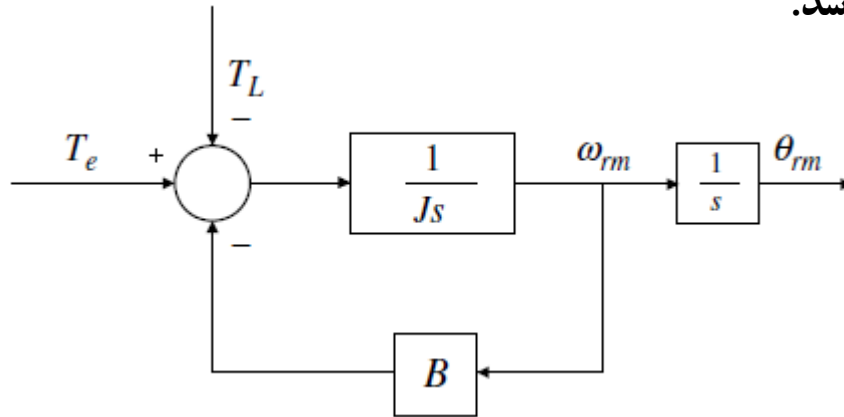 T_L
−
T_e + 1/(Js) ω_rm 1/s θ_rm
−
B